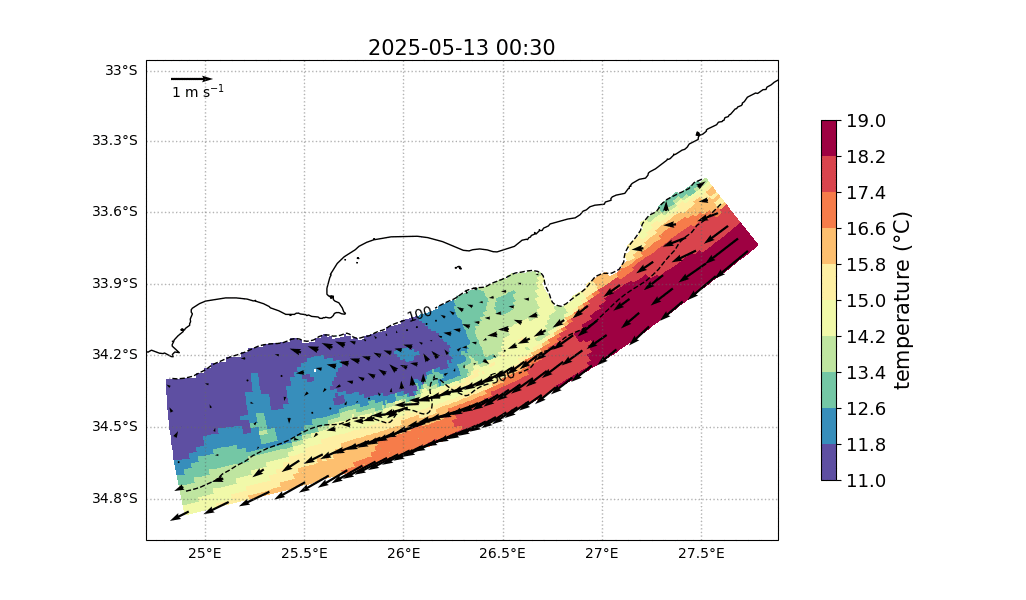 2025-05-13 00:30
1 m s⁻¹
33°S
33.3°S
33.6°S
33.9°S
34.2°S
34.5°S
34.8°S
25°E
25.5°E
26°E
26.5°E
27°E
27.5°E
100
500
19.0
18.2
17.4
16.6
15.8
15.0
14.2
13.4
12.6
11.8
11.0
temperature (°C)